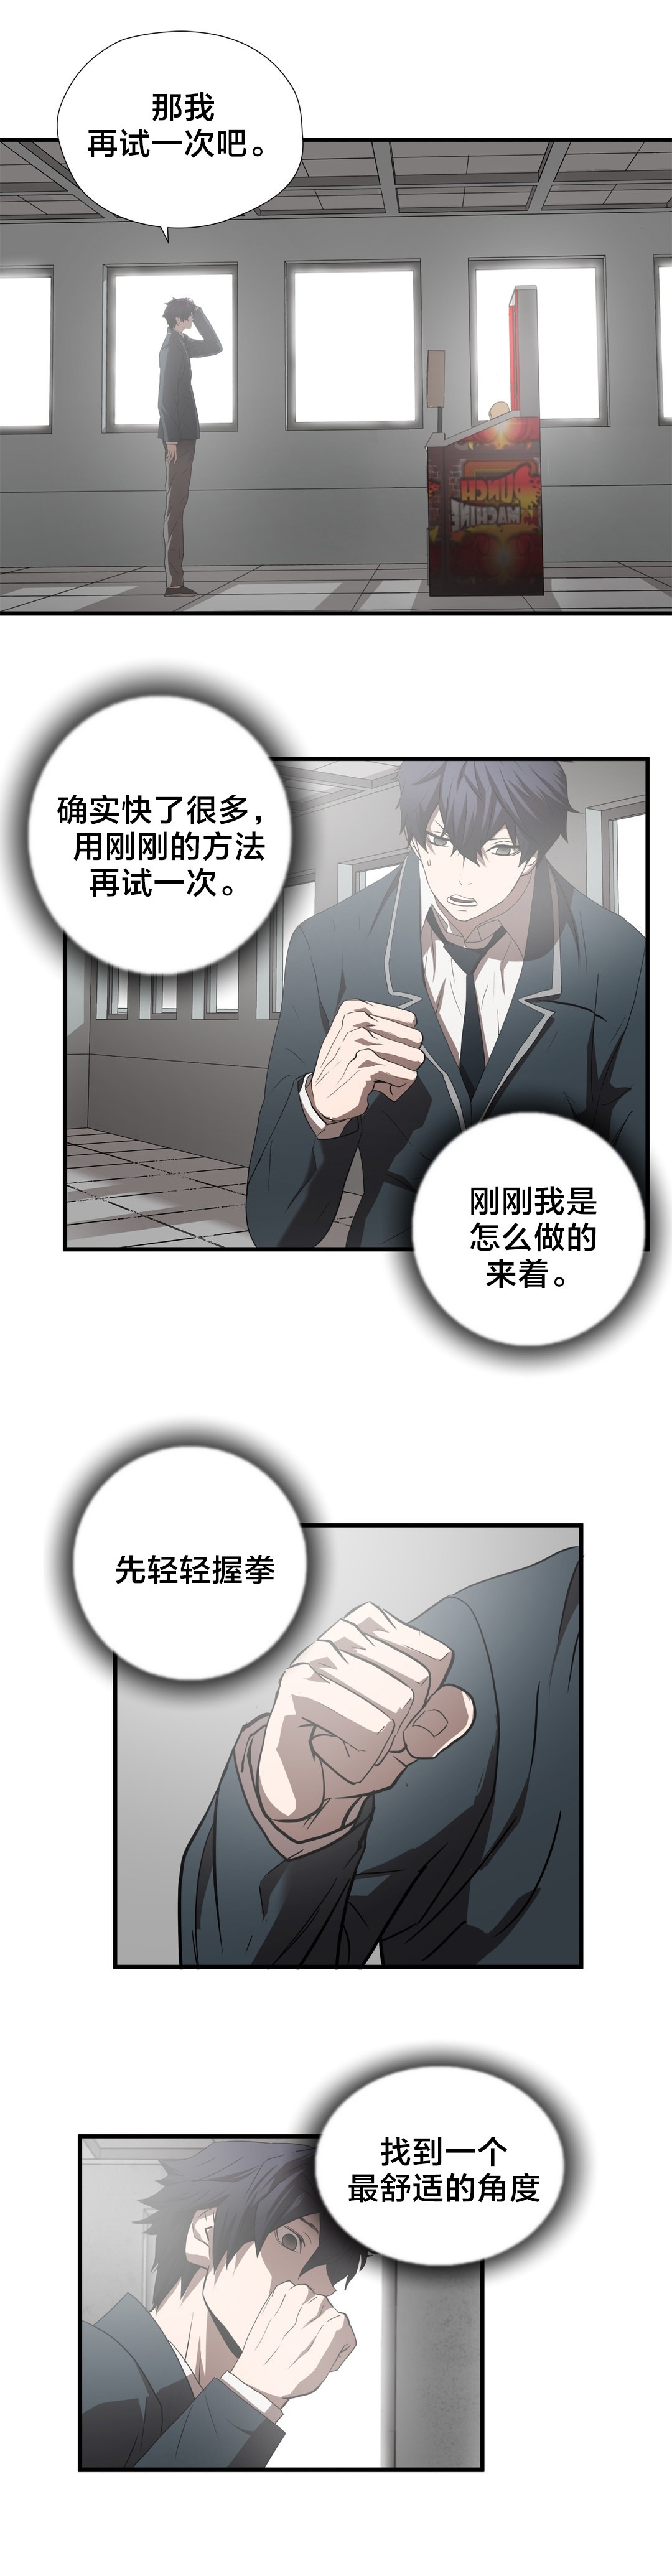 那我
再试一次吧。
PUNCH
MACHINE
确实快了很多，
用刚刚的方法
再试一次。
刚刚我是
怎么做的
来着。
先轻轻握拳
找到一个
最舒适的角度